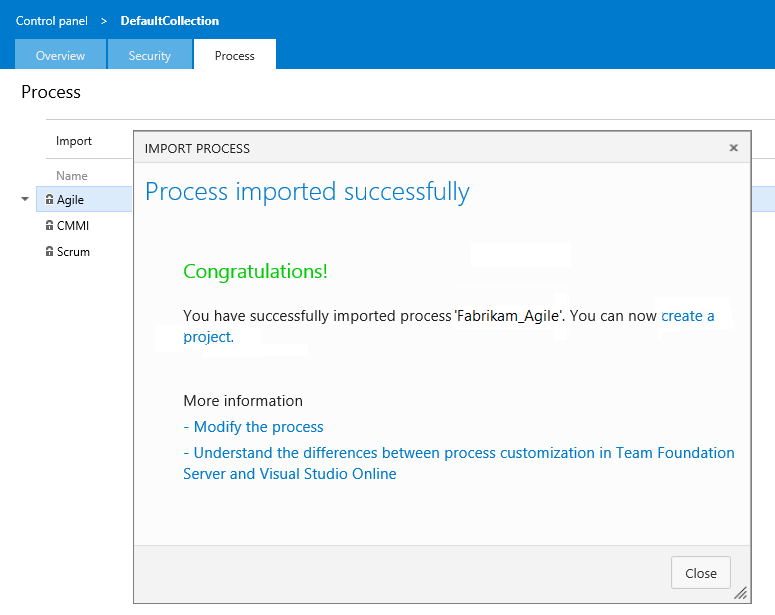 Control panel > DefaultCollection
Overview Security Process
Process
Import
IMPORT PROCESS ×
Process imported successfully
Name
Agile
CMMI
Scrum
Congratulations!
You have successfully imported process 'Fabrikam_Agile'. You can now create a
project.
More information
- Modify the process
- Understand the differences between process customization in Team Foundation
Server and Visual Studio Online
Close